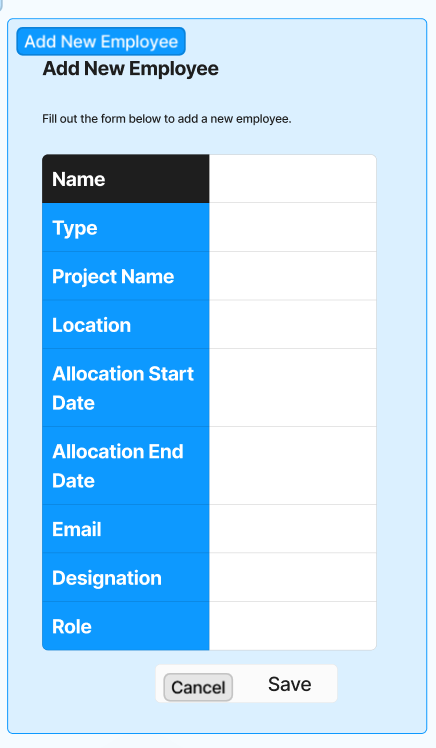 Add New Employee
Add New Employee
Fill out the form below to add a new employee.
Name
Type
Project Name
Location
Allocation Start
Date
Allocation End
Date
Email
Designation
Role
Cancel Save